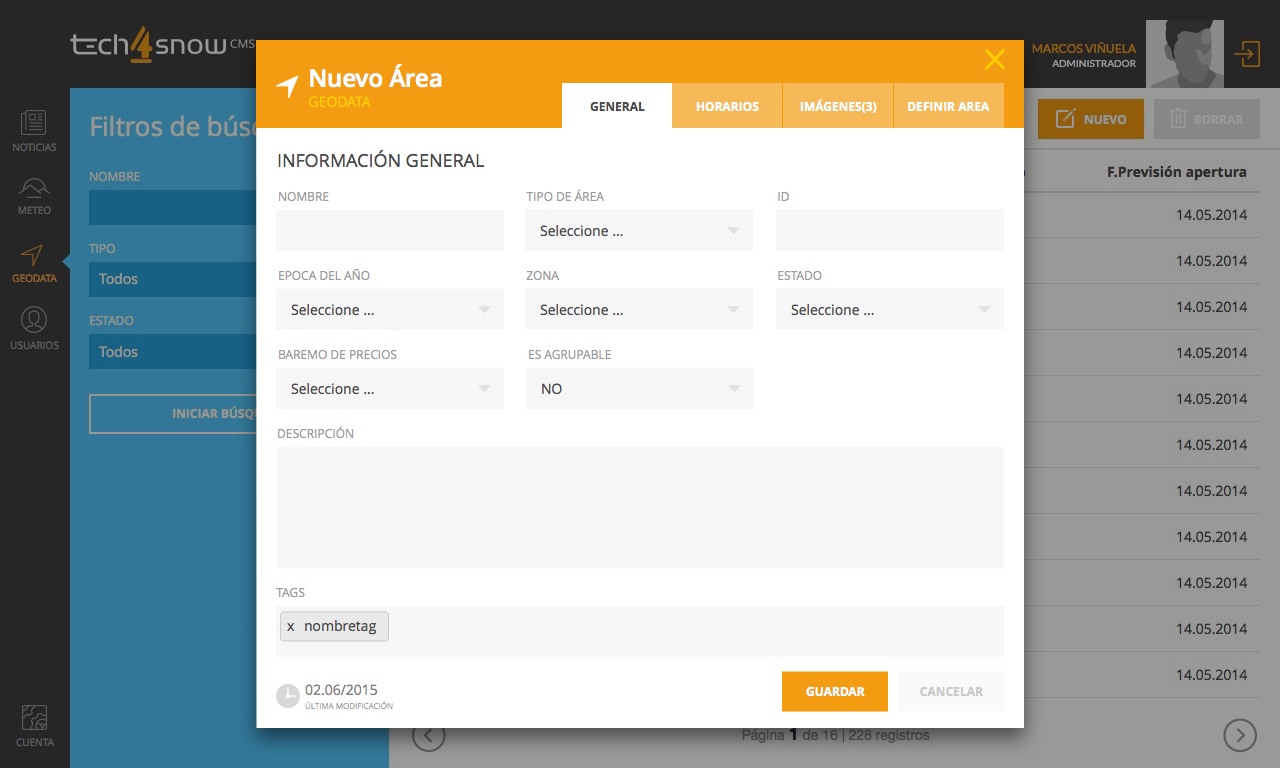 tech4snow CMS
MARCOS VIÑUELA
ADMINISTRADOR
NOTICIAS
METEO
GEODATA
USUARIOS
CUENTA
Filtros de bús
NOMBRE
TIPO
Todos
ESTADO
Todos
INICIAR BÚSQ
NUEVO
BORRAR
Nuevo Área
GEODATA
GENERAL
HORARIOS
IMÁGENES(3)
DEFINIR AREA
INFORMACIÓN GENERAL
NOMBRE
TIPO DE ÁREA
Seleccione ...
ID
EPOCA DEL AÑO
Seleccione ...
ZONA
Seleccione ...
ESTADO
Seleccione ...
BAREMO DE PRECIOS
Seleccione ...
ES AGRUPABLE
NO
DESCRIPCIÓN
TAGS
x nombretag
02.06/2015
ÚLTIMA MODIFICACIÓN
GUARDAR
CANCELAR
F.Previsión apertura
14.05.2014
14.05.2014
14.05.2014
14.05.2014
14.05.2014
14.05.2014
14.05.2014
14.05.2014
14.05.2014
14.05.2014
14.05.2014
Página 1 de 16 | 228 registros